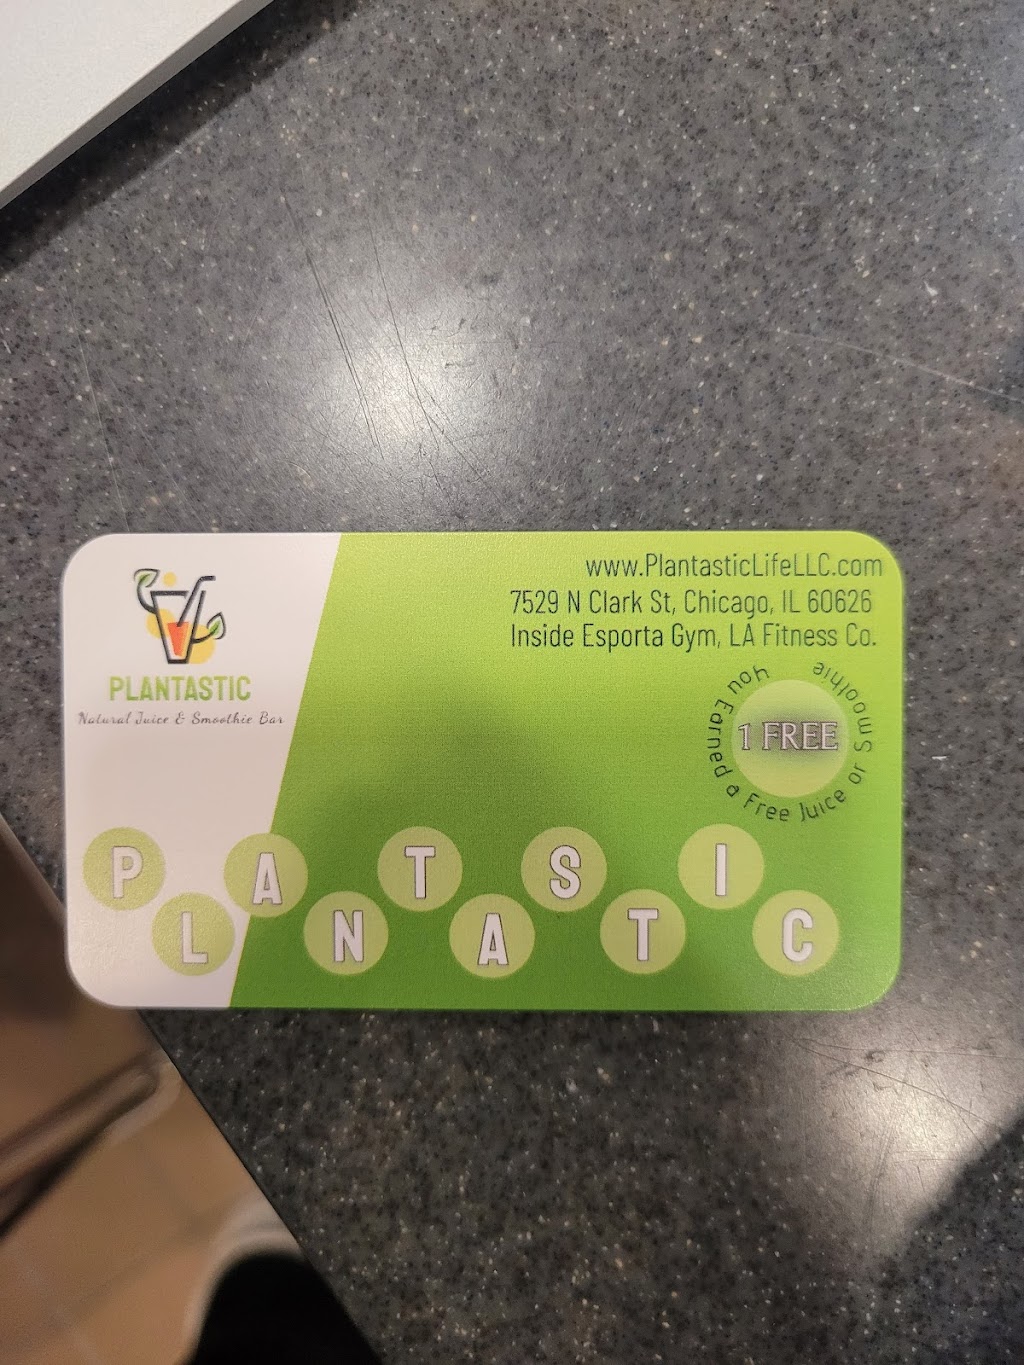 www.PlantasticLifeLLC.com
7529 N Clark St, Chicago, IL 60626
Inside Esporta Gym, LA Fitness Co.
PLANTASTIC
Natural Juice & Smoothie Bar
You Earned a Free Juice or Smoothie
1 FREE
P L A N T A S T I C